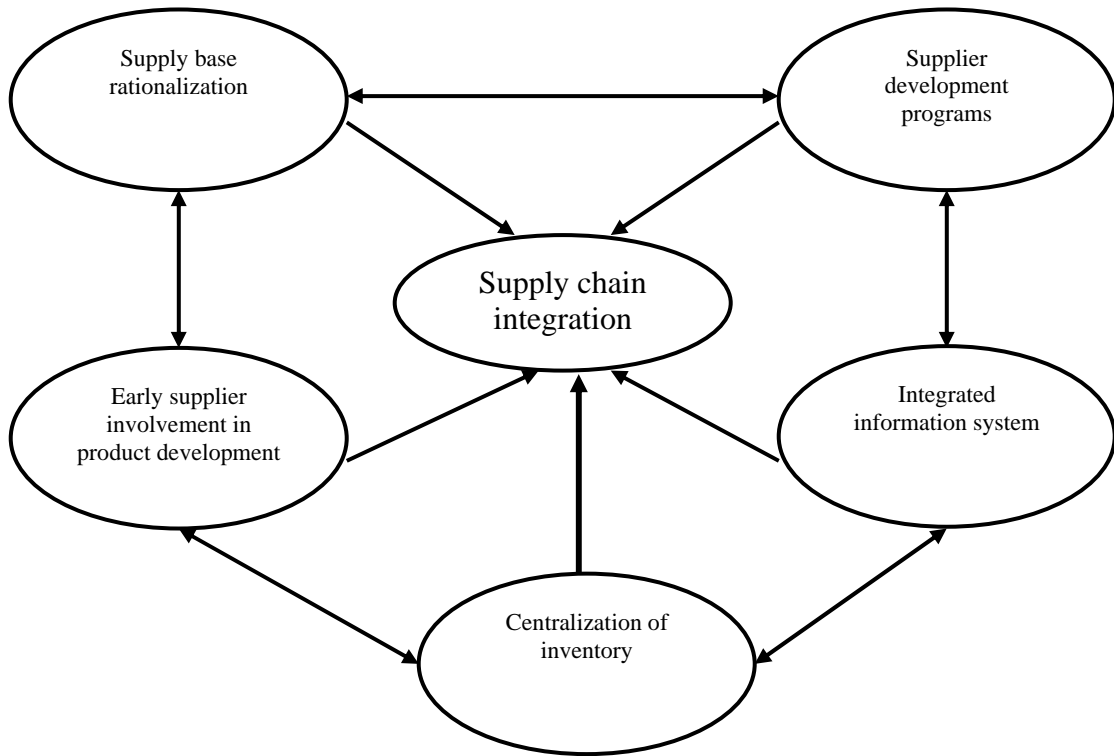 Supply base
rationalization
Supplier
development
programs
Supply chain
integration
Early supplier
involvement in
product development
Integrated
information system
Centralization of
inventory